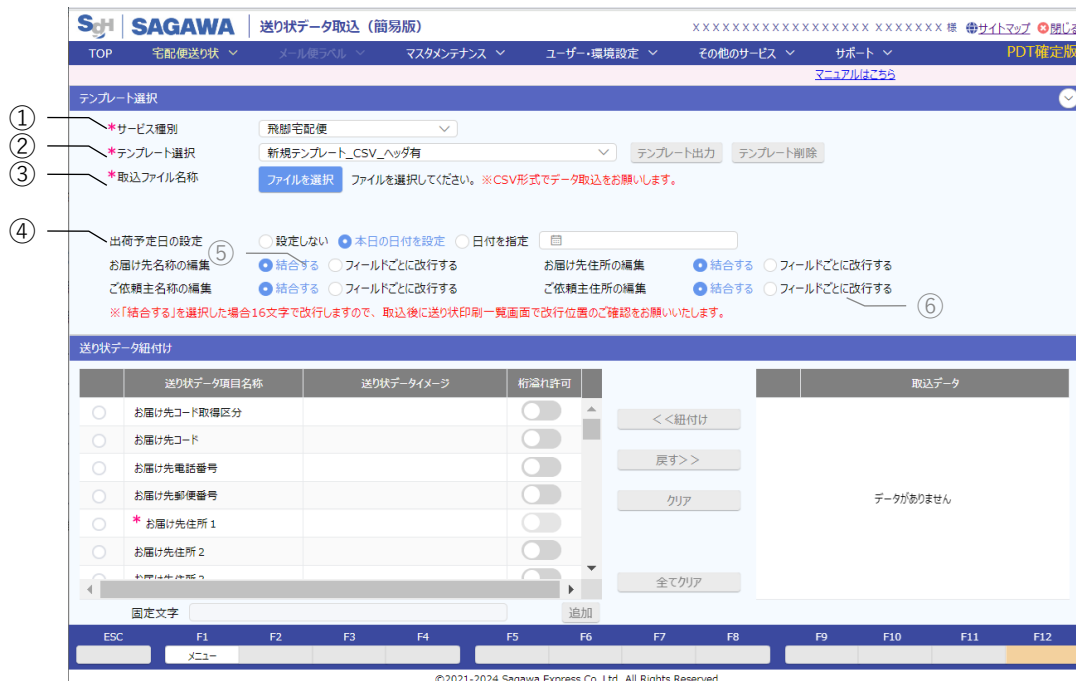 SGH SAGAWA 送り状データ取込（簡易版） XXXXXXXXXXXXXXXXXX XXXXXXX 様 サイトマップ 閉じる
TOP 宅配便送り状 メール便ラベル マスタメンテナンス ユーザー・環境設定 その他のサービス サポート PDT確定版
マニュアルはこちら
テンプレート選択
① *サービス種別 飛脚宅配便
② *テンプレート選択 新規テンプレート_CSV_ヘッダ有 テンプレート出力 テンプレート削除
③ *取込ファイル名称 ファイルを選択 ファイルを選択してください。※CSV形式でデータ取込をお願いします。
④ 出荷予定日の設定 設定しない 本日の日付を設定 日付を指定
⑤
お届け先名称の編集 結合する フィールドごとに改行する お届け先住所の編集 結合する フィールドごとに改行する
ご依頼主名称の編集 結合する フィールドごとに改行する ご依頼主住所の編集 結合する フィールドごとに改行する
⑥
※「結合する」を選択した場合16文字で改行しますので、取込後に送り状印刷一覧画面で改行位置のご確認をお願いいたします。
送り状データ紐付け
送り状データ項目名称 送り状データイメージ 桁溢れ許可 取込データ
お届け先コード取得区分
<<紐付け
お届け先コード
お届け先電話番号 戻す>>
お届け先郵便番号 クリア データがありません
* お届け先住所１
お届け先住所２
お届け先住所３ 全てクリア
固定文字 追加
ESC F1 F2 F3 F4 F5 F6 F7 F8 F9 F10 F11 F12
メニュー
©2021-2024 Sagawa Express Co.,Ltd. All Rights Reserved.